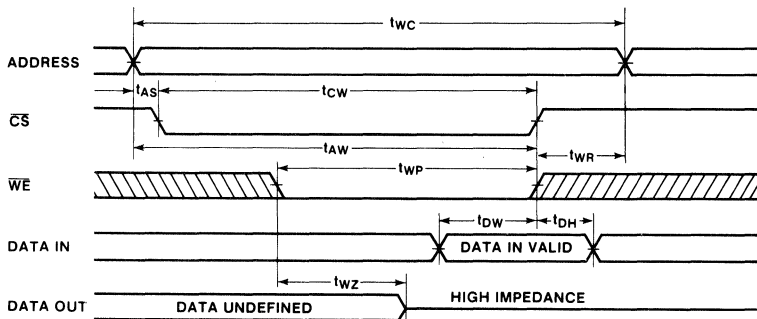 tWC
ADDRESS
tAS
tCW
CS
tAW
tWR
tWP
WE
tDW
tDH
DATA IN
DATA IN VALID
tWZ
HIGH IMPEDANCE
DATA OUT
DATA UNDEFINED